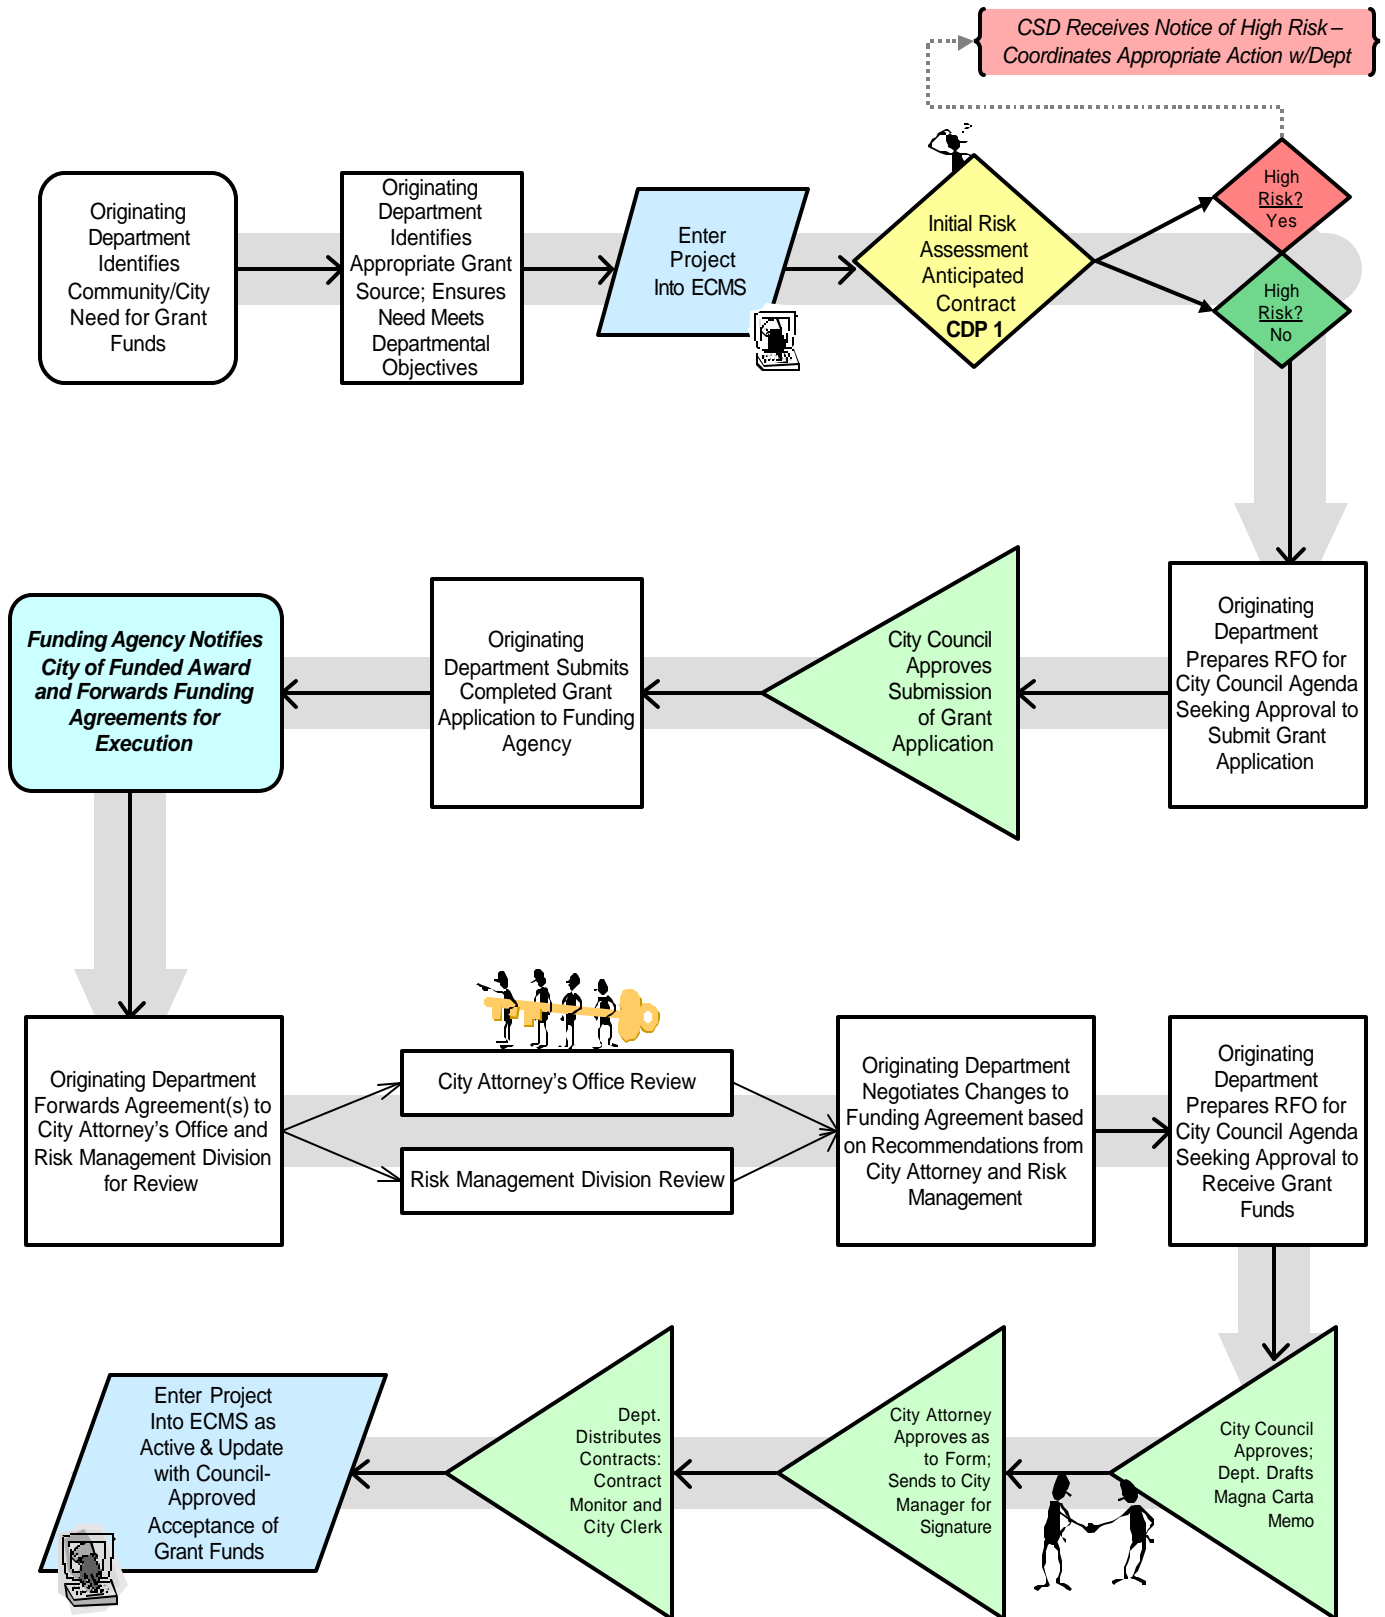 CSD Receives Notice of High Risk –
Coordinates Appropriate Action w/Dept
Originating
Department
Identifies
Community/City
Need for Grant
Funds
Originating
Department
Identifies
Appropriate Grant
Source; Ensures
Need Meets
Departmental
Objectives
Enter
Project
Into ECMS
Initial Risk
Assessment
Anticipated
Contract
CDP 1
High
Risk?
Yes
High
Risk?
No
Originating
Department
Prepares RFO for
City Council Agenda
Seeking Approval to
Submit Grant
Application
City Council
Approves
Submission
of Grant
Application
Originating
Department Submits
Completed Grant
Application to Funding
Agency
Funding Agency Notifies
City of Funded Award
and Forwards Funding
Agreements for
Execution
Originating Department
Forwards Agreement(s) to
City Attorney's Office and
Risk Management Division
for Review
City Attorney's Office Review
Risk Management Division Review
Originating Department
Negotiates Changes to
Funding Agreement based
on Recommendations from
City Attorney and Risk
Management
Originating
Department
Prepares RFO for
City Council Agenda
Seeking Approval to
Receive Grant
Funds
City Council
Approves;
Dept. Drafts
Magna Carta
Memo
City Attorney
Approves as
to Form;
Sends to City
Manager for
Signature
Dept.
Distributes
Contracts:
Contract
Monitor and
City Clerk
Enter Project
Into ECMS as
Active & Update
with Council-
Approved
Acceptance of
Grant Funds